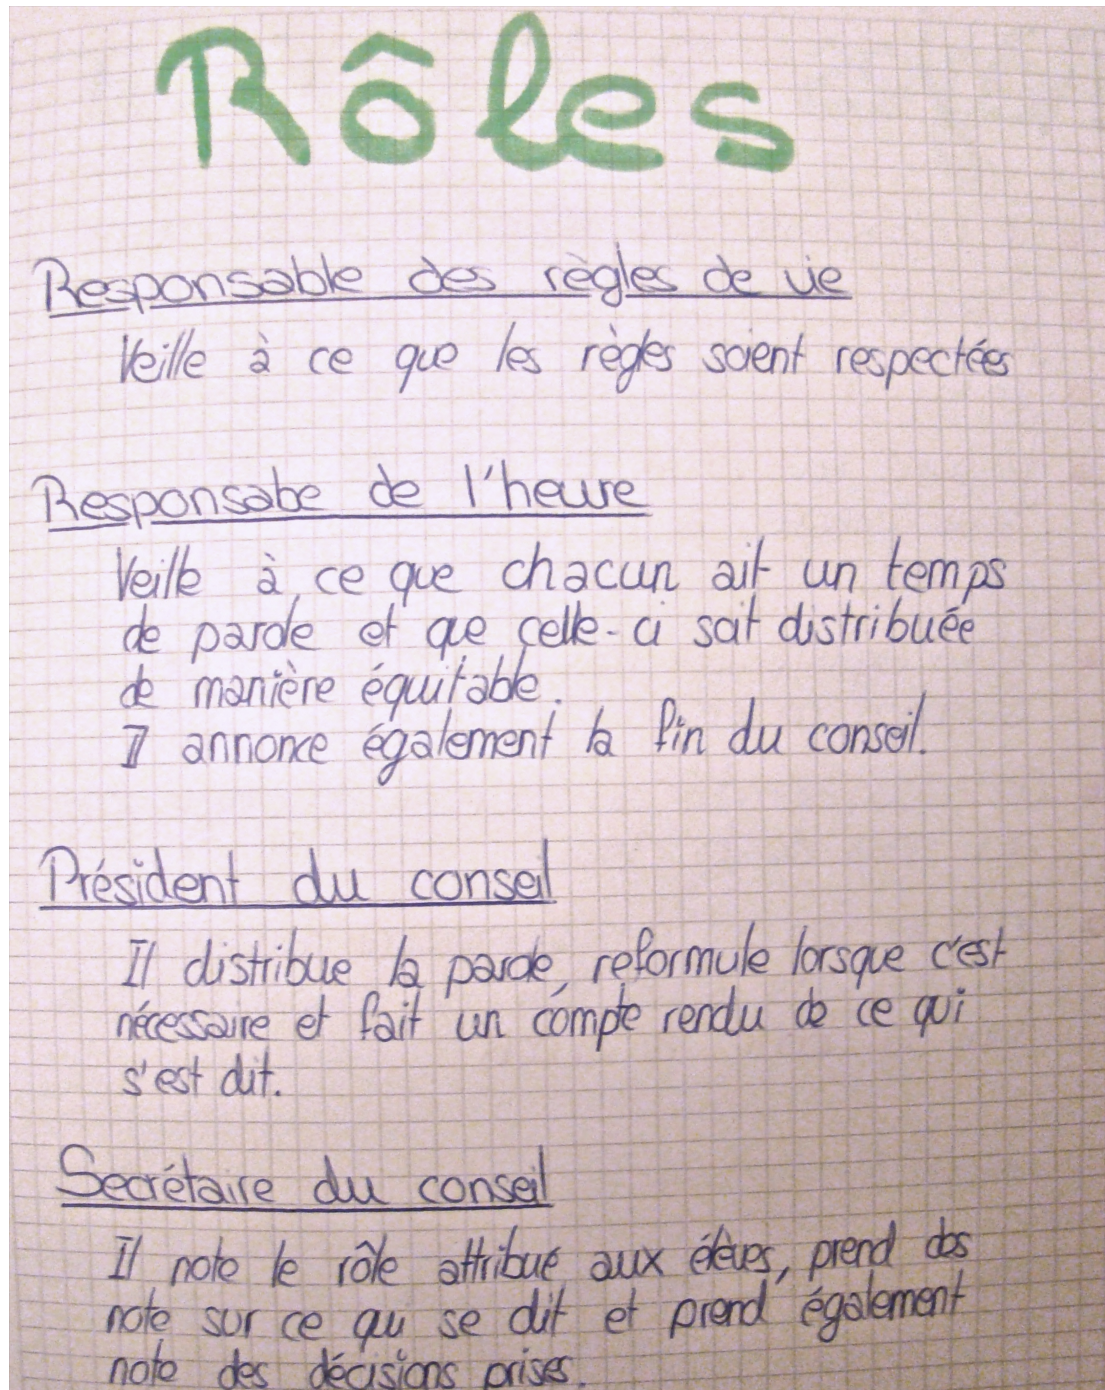 Rôles
Responsable des règles de vie
Veille à ce que les règles soient respectées
Responsabe de l'heure
Veille à ce que chacun ait un temps
de parole et que celle-ci soit distribuée
de manière équitable.
Il annonce également la fin du conseil.
Président du conseil
Il distribue la parole, reformule lorsque c'est
nécessaire et fait un compte rendu de ce qui
s'est dit.
Secrétaire du conseil
Il note le rôle attribué aux élèves, prend des
note sur ce qui se dit et prend également
note des décisions prises.